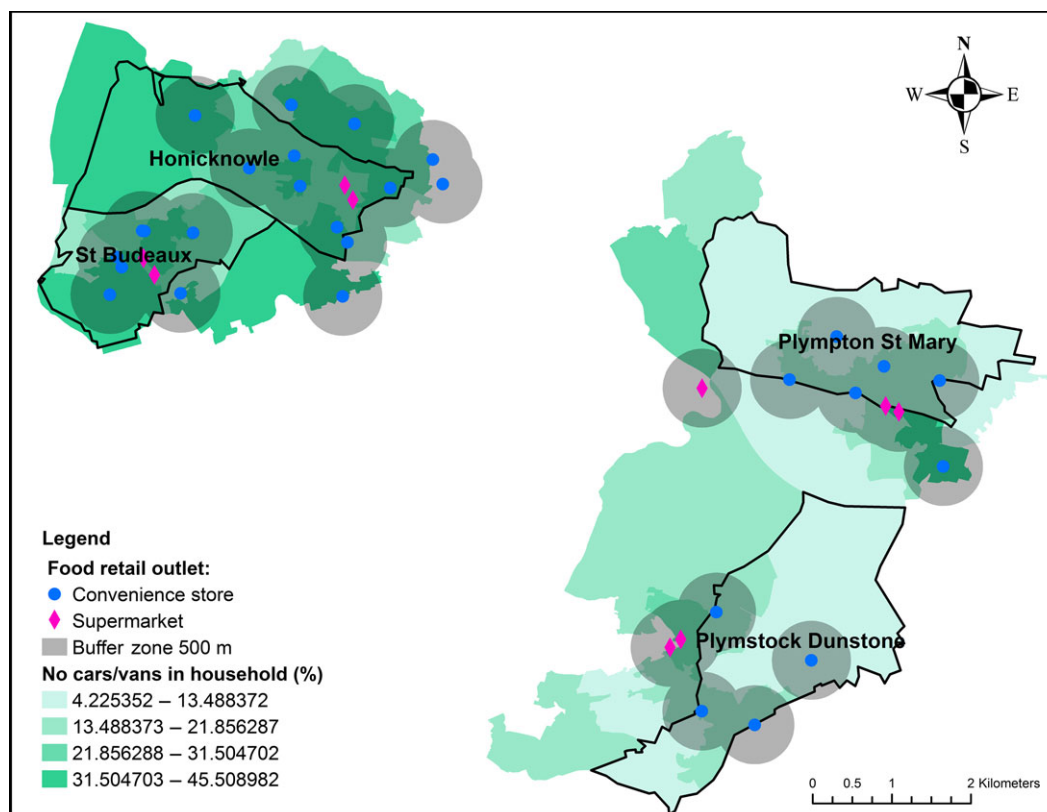 N
W
E
S
Honicknowle
St Budeaux
Plympton St Mary
Plymstock Dunstone
Legend
Food retail outlet:
Convenience store
Supermarket
Buffer zone 500 m
No cars/vans in household (%)
4.225352 – 13.488372
13.488373 – 21.856287
21.856288 – 31.504702
31.504703 – 45.508982
0 0.5 1 2 Kilometers